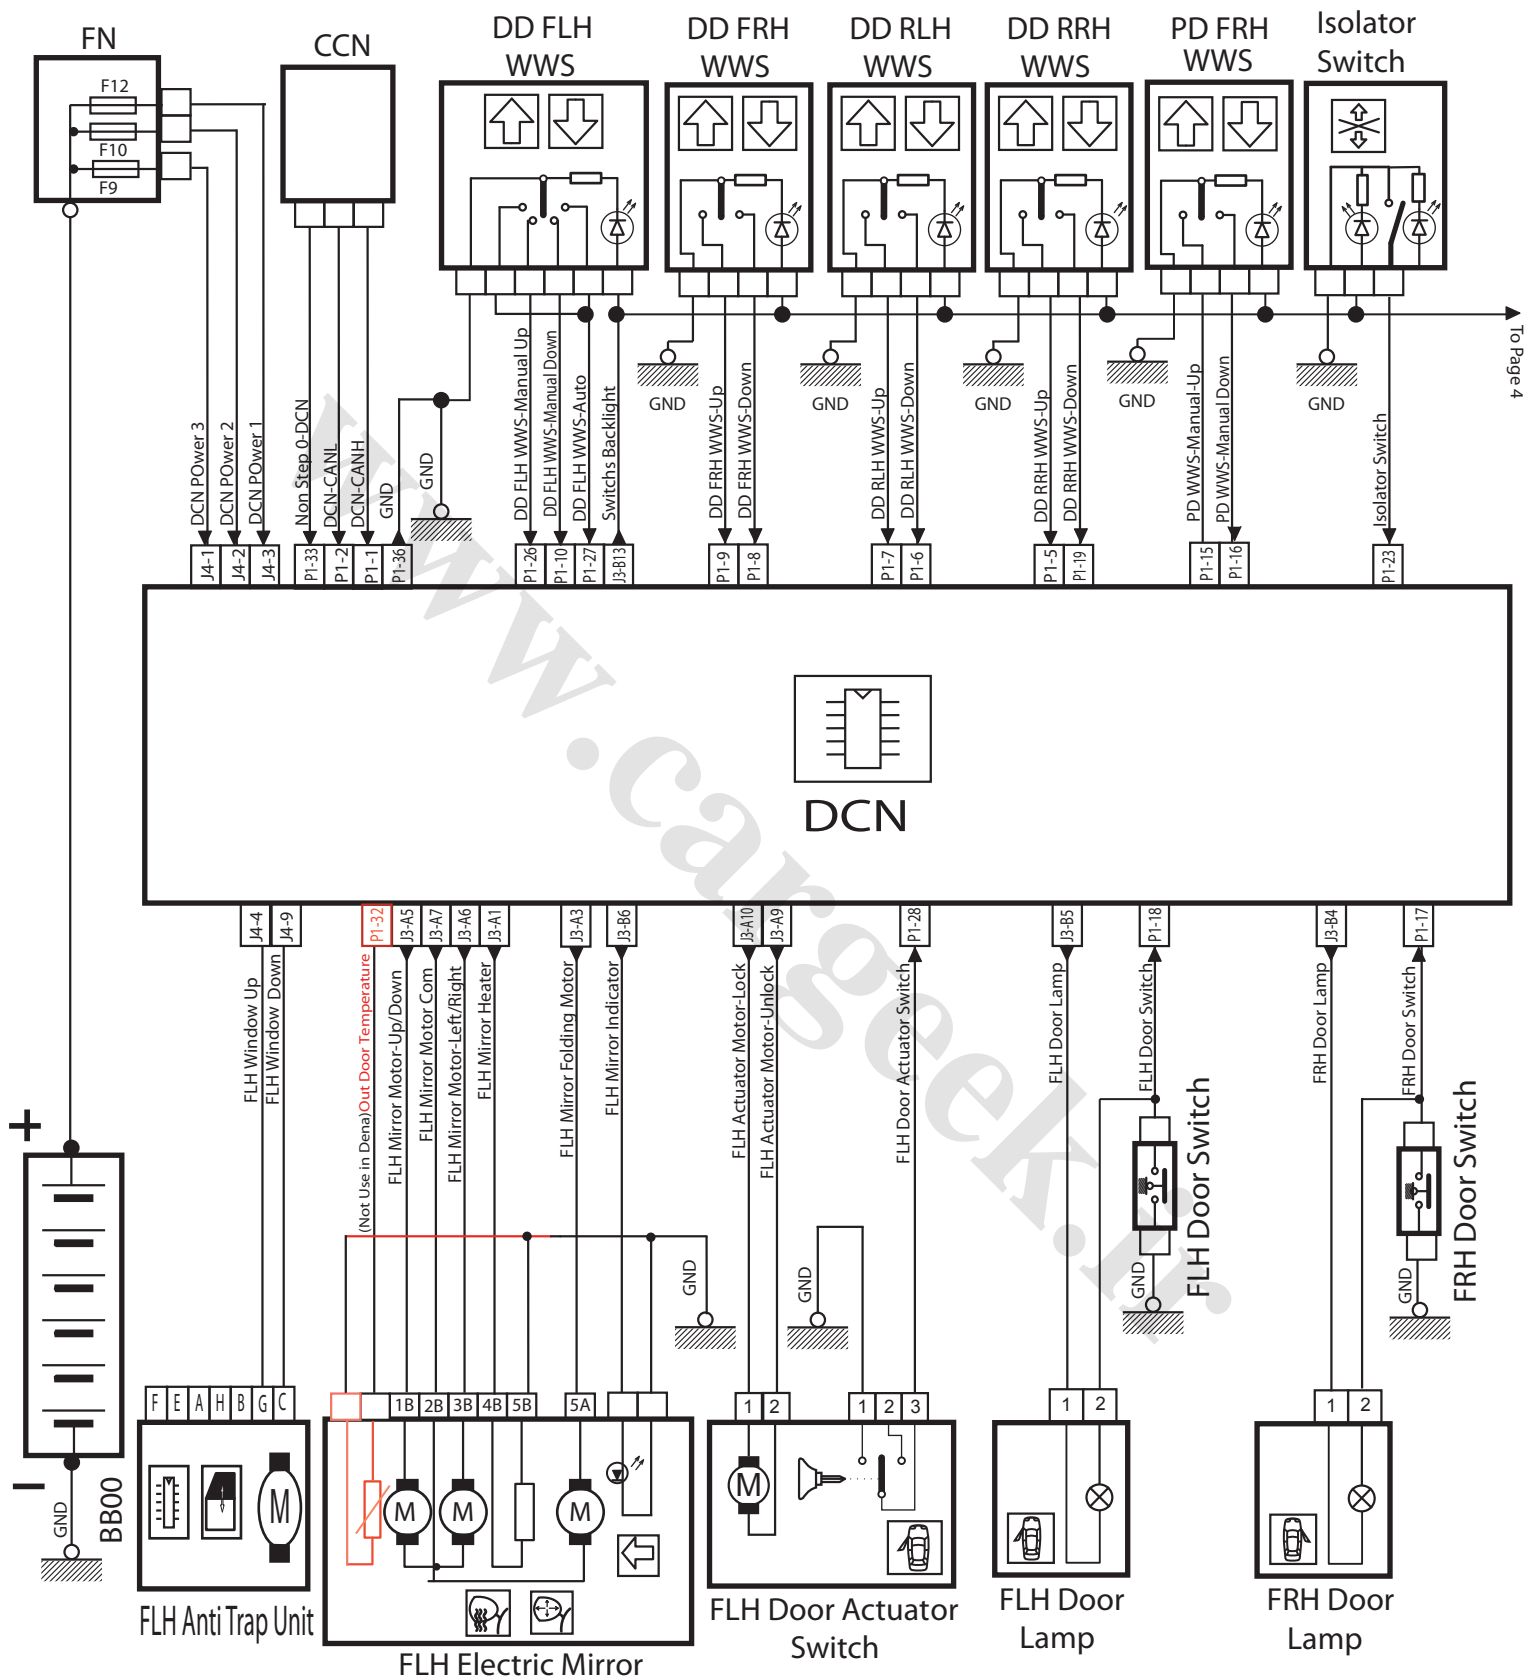 FN
CCN
DD FLH
WWS
DD FRH
WWS
DD RLH
WWS
DD RRH
WWS
PD FRH
WWS
Isolator
Switch
F12
F10
F9
To Page 4
GND
GND
GND
GND
GND
DCN POwer 3
DCN POwer 2
DCN POwer 1
Non Step 0-DCN
DCN-CANL
DCN-CANH
GND
GND
DD FLH WWS-Manual Up
DD FLH WWS-Manual Down
DD FLH WWS-Auto
Switchs Backlight
DD FRH WWS-Up
DD FRH WWS-Down
DD RLH WWS-Up
DD RLH WWS-Down
DD RRH WWS-Up
DD RRH WWS-Down
PD WWS-Manual-Up
PD WWS-Manual Down
Isolator Switch
J4-1
J4-2
J4-3
P1-33
P1-2
P1-1
P1-36
P1-26
P1-10
P1-27
J3-B13
P1-9
P1-8
P1-7
P1-6
P1-5
P1-19
P1-15
P1-16
P1-23
DCN
www.cargeek.ir
J4-4
J4-9
P1-32
J3-A5
J3-A7
J3-A6
J3-A1
J3-A3
J3-B6
J3-A10
J3-A9
P1-28
J3-B5
P1-18
J3-B4
P1-17
FLH Window Up
FLH Window Down
(Not Use in Dena)Out Door Temperature
FLH Mirror Motor-Up/Down
FLH Mirror Motor Com
FLH Mirror Motor-Left/Right
FLH Mirror Heater
FLH Mirror Folding Motor
FLH Mirror Indicator
FLH Actuator Motor-Lock
FLH Actuator Motor-Unlock
FLH Door Actuator Switch
FLH Door Lamp
FLH Door Switch
FRH Door Lamp
FRH Door Switch
FLH Door Switch
FRH Door Switch
GND
GND
GND
GND
+
−
GND
BB00
F E A H B G C
1B 2B 3B 4B 5B 5A
1 2
1 2 3
1 2
1 2
M
M
M
M
M
FLH Anti Trap Unit
FLH Electric Mirror
FLH Door Actuator
Switch
FLH Door
Lamp
FRH Door
Lamp